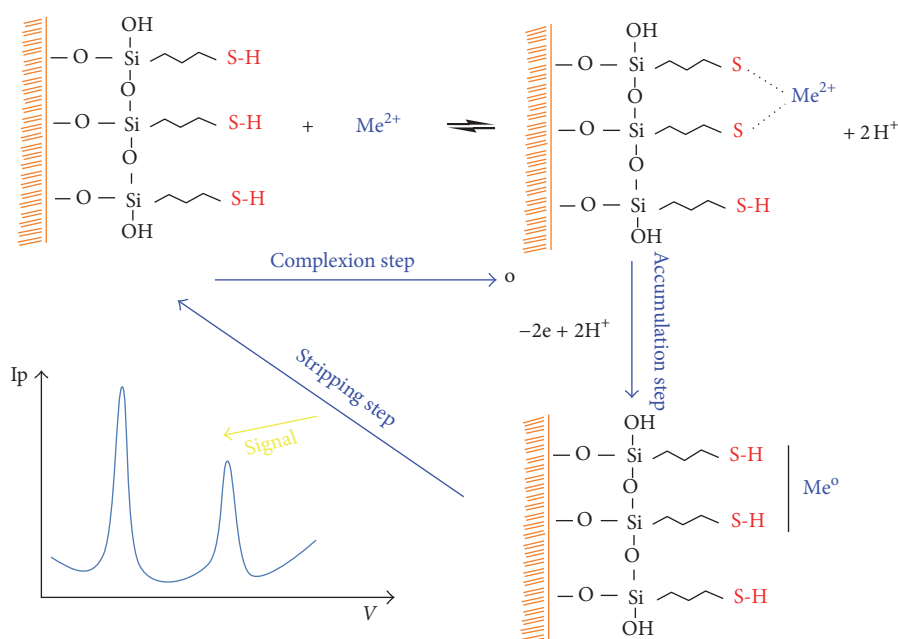 OH
OH
— O — Si S-H
— O — Si S
O
O
Me²⁺
— O — Si S-H + Me²⁺ ⇌ — O — Si S + 2 H⁺
O
O
— O — Si S-H
— O — Si S-H
OH
OH
Complexion step
o
Accumulation step
−2e + 2H⁺
Stripping step
Ip
Signal
OH
— O — Si S-H
O
Me⁰
— O — Si S-H
O
— O — Si S-H
OH
V